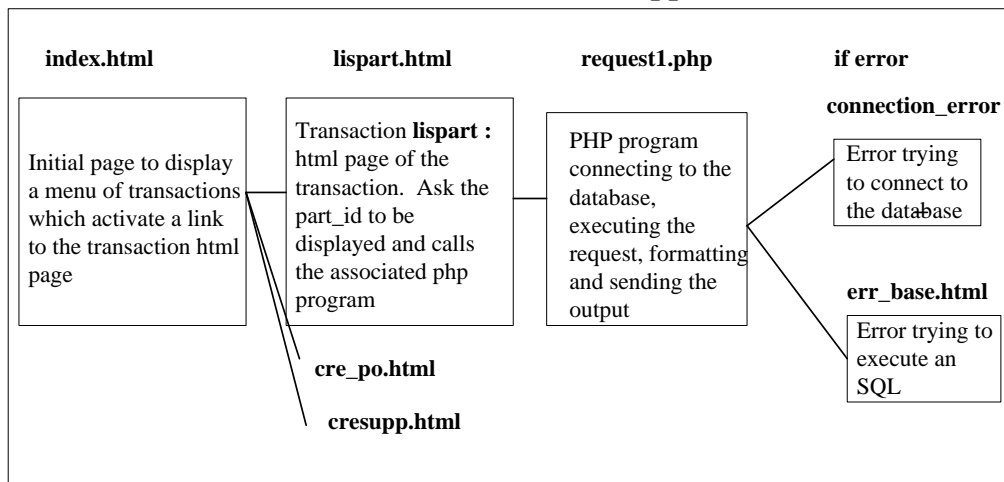 index.html
Initial page to display
a menu of transactions
which activate a link
to the transaction html
page
lispart.html
Transaction lispart :
html page of the
transaction. Ask the
part_id to be
displayed and calls
the associated php
program
cre_po.html
cresupp.html
request1.php
PHP program
connecting to the
database,
executing the
request, formatting
and sending the
output
if error
connection_error
Error trying
to connect to
the database
err_base.html
Error trying to
execute an
SQL